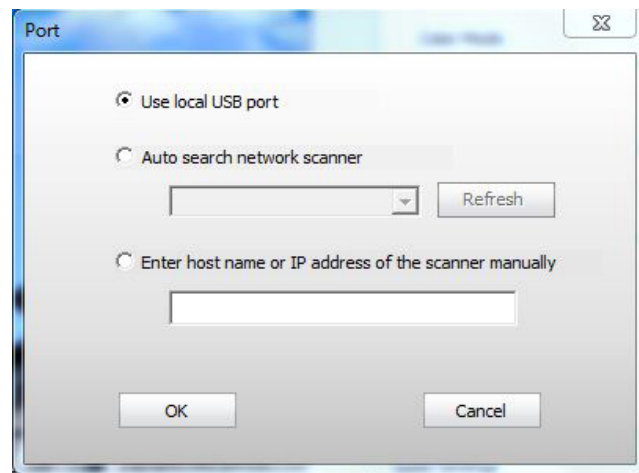 Port
Use local USB port
Auto search network scanner
Refresh
Enter host name or IP address of the scanner manually
OK
Cancel